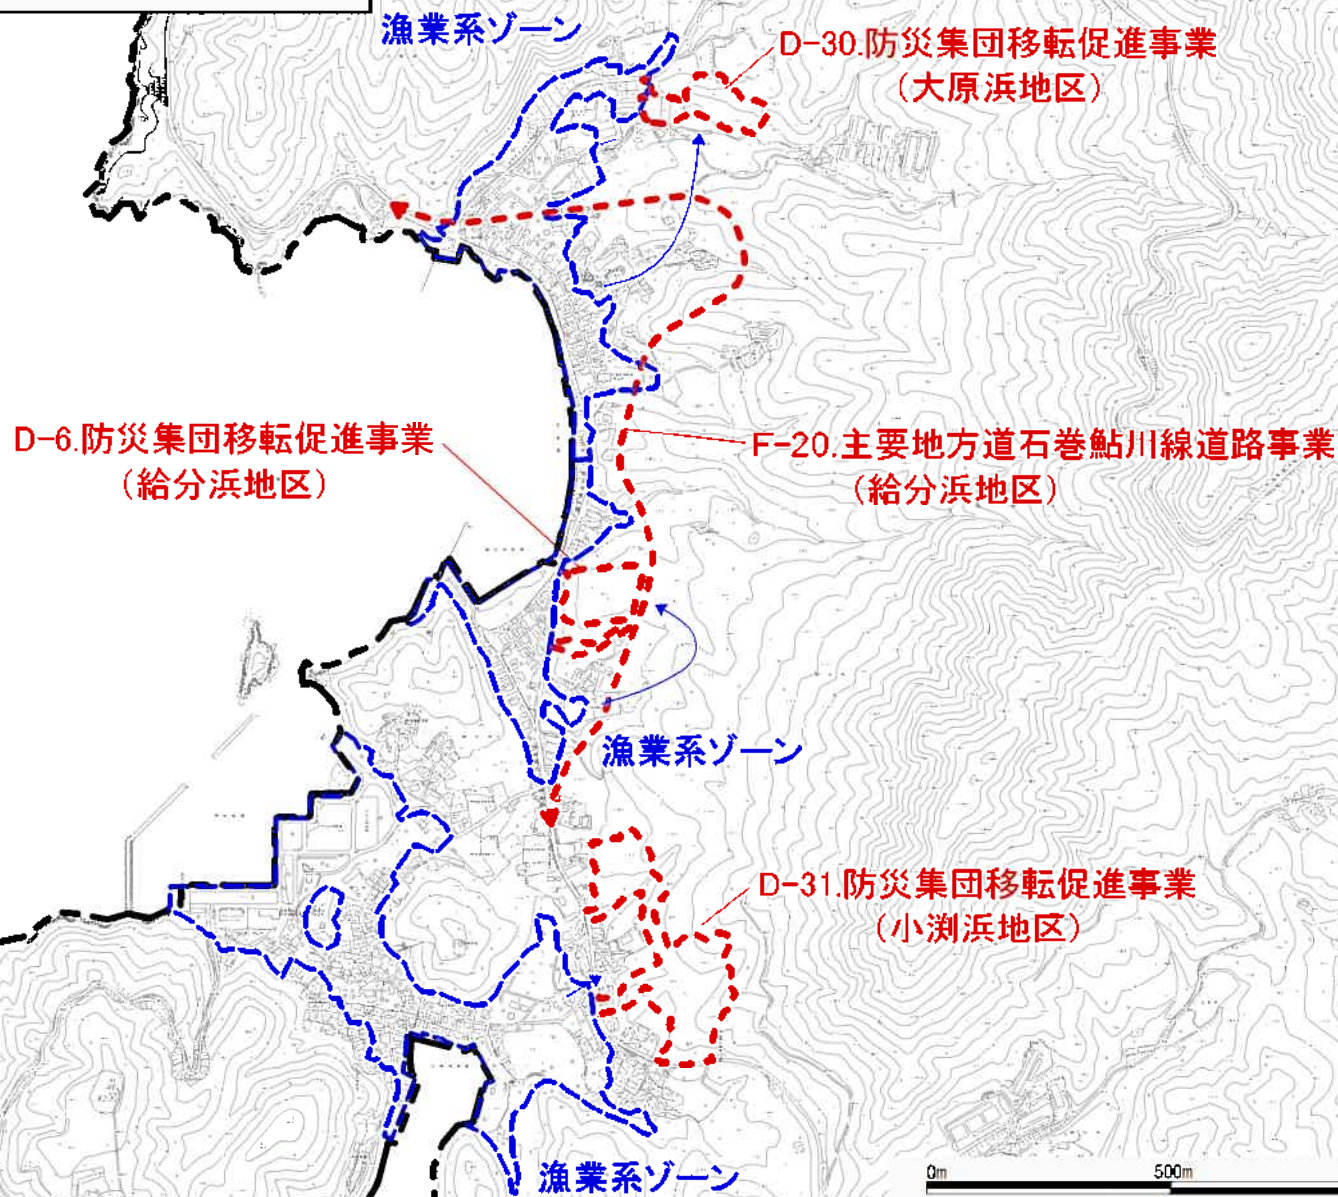 漁業系ゾーン
D-30.防災集団移転促進事業
(大原浜地区)
D-6.防災集団移転促進事業
(給分浜地区)
F-20.主要地方道石巻鮎川線道路事業
(給分浜地区)
漁業系ゾーン
D-31.防災集団移転促進事業
(小渕浜地区)
漁業系ゾーン
0m 500m